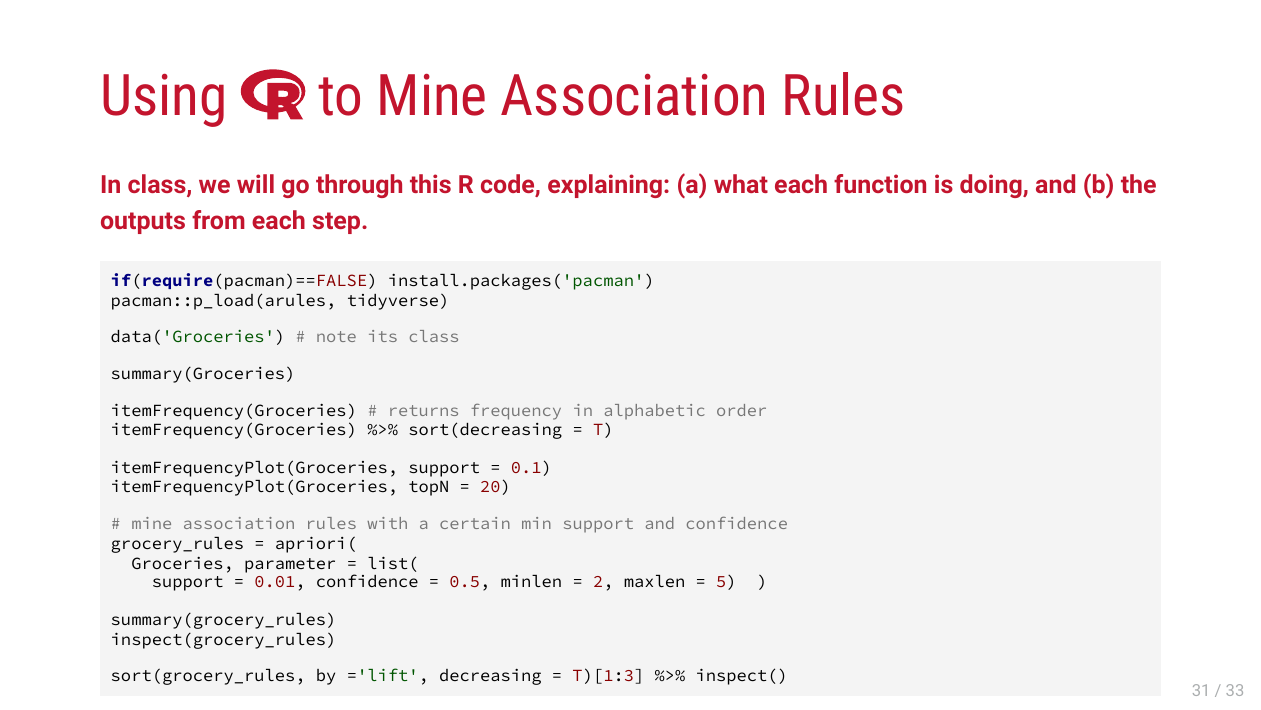 Using R to Mine Association Rules
In class, we will go through this R code, explaining: (a) what each function is doing, and (b) the
outputs from each step.
if(require(pacman)==FALSE) install.packages('pacman')
pacman::p_load(arules, tidyverse)
data('Groceries') # note its class
summary(Groceries)
itemFrequency(Groceries) # returns frequency in alphabetic order
itemFrequency(Groceries) %>% sort(decreasing = T)
itemFrequencyPlot(Groceries, support = 0.1)
itemFrequencyPlot(Groceries, topN = 20)
# mine association rules with a certain min support and confidence
grocery_rules = apriori(
  Groceries, parameter = list(
    support = 0.01, confidence = 0.5, minlen = 2, maxlen = 5)  )
summary(grocery_rules)
inspect(grocery_rules)
sort(grocery_rules, by ='lift', decreasing = T)[1:3] %>% inspect()
31 / 33